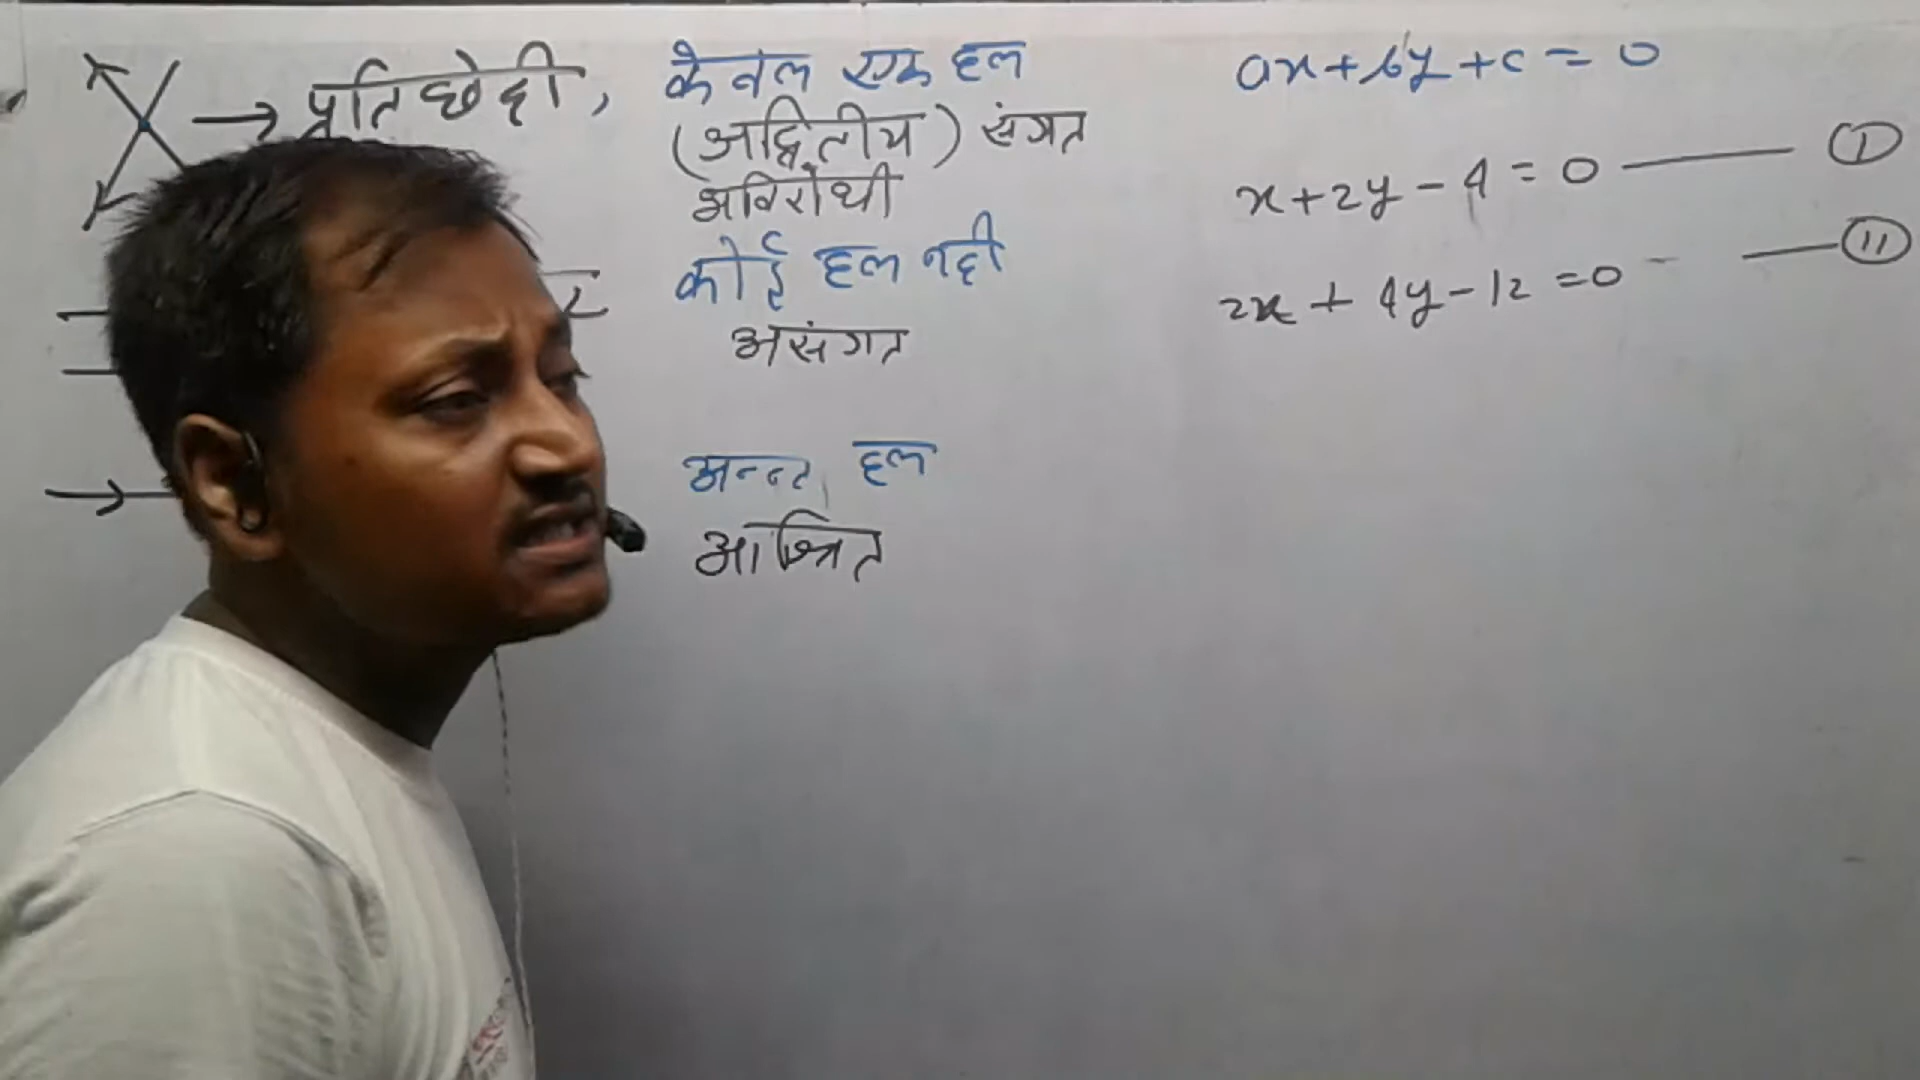 प्रतिछेदी, केवल एक हल
(अद्वितीय) संगत
अविरोधी
कोई हल नही
असंगत
अनन्त हल
आश्रित
ax+by+c=0
x+2y-4=0 (I)
2x+4y-12=0 (II)